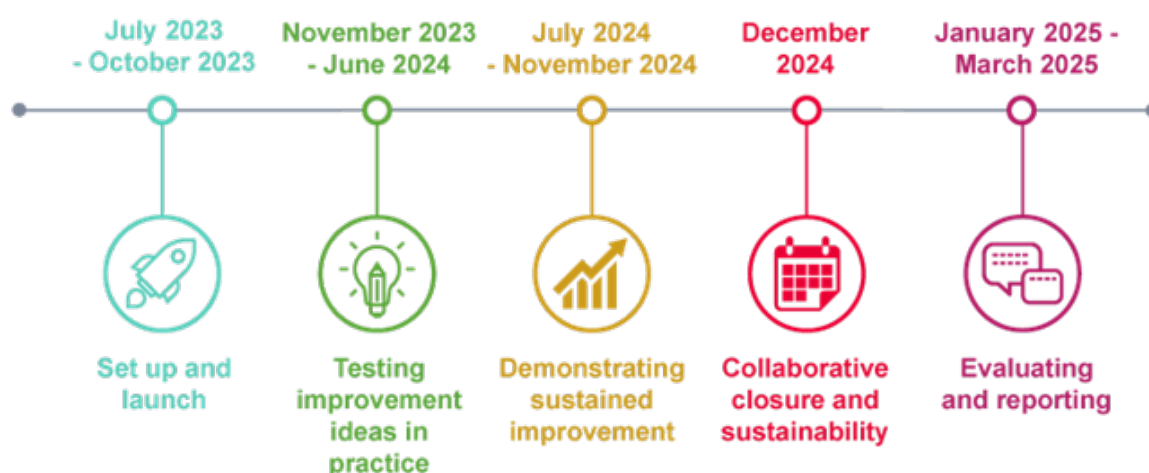 July 2023
- October 2023
November 2023
- June 2024
July 2024
- November 2024
December
2024
January 2025 -
March 2025
Set up and
launch
Testing
improvement
ideas in
practice
Demonstrating
sustained
improvement
Collaborative
closure and
sustainability
Evaluating
and reporting